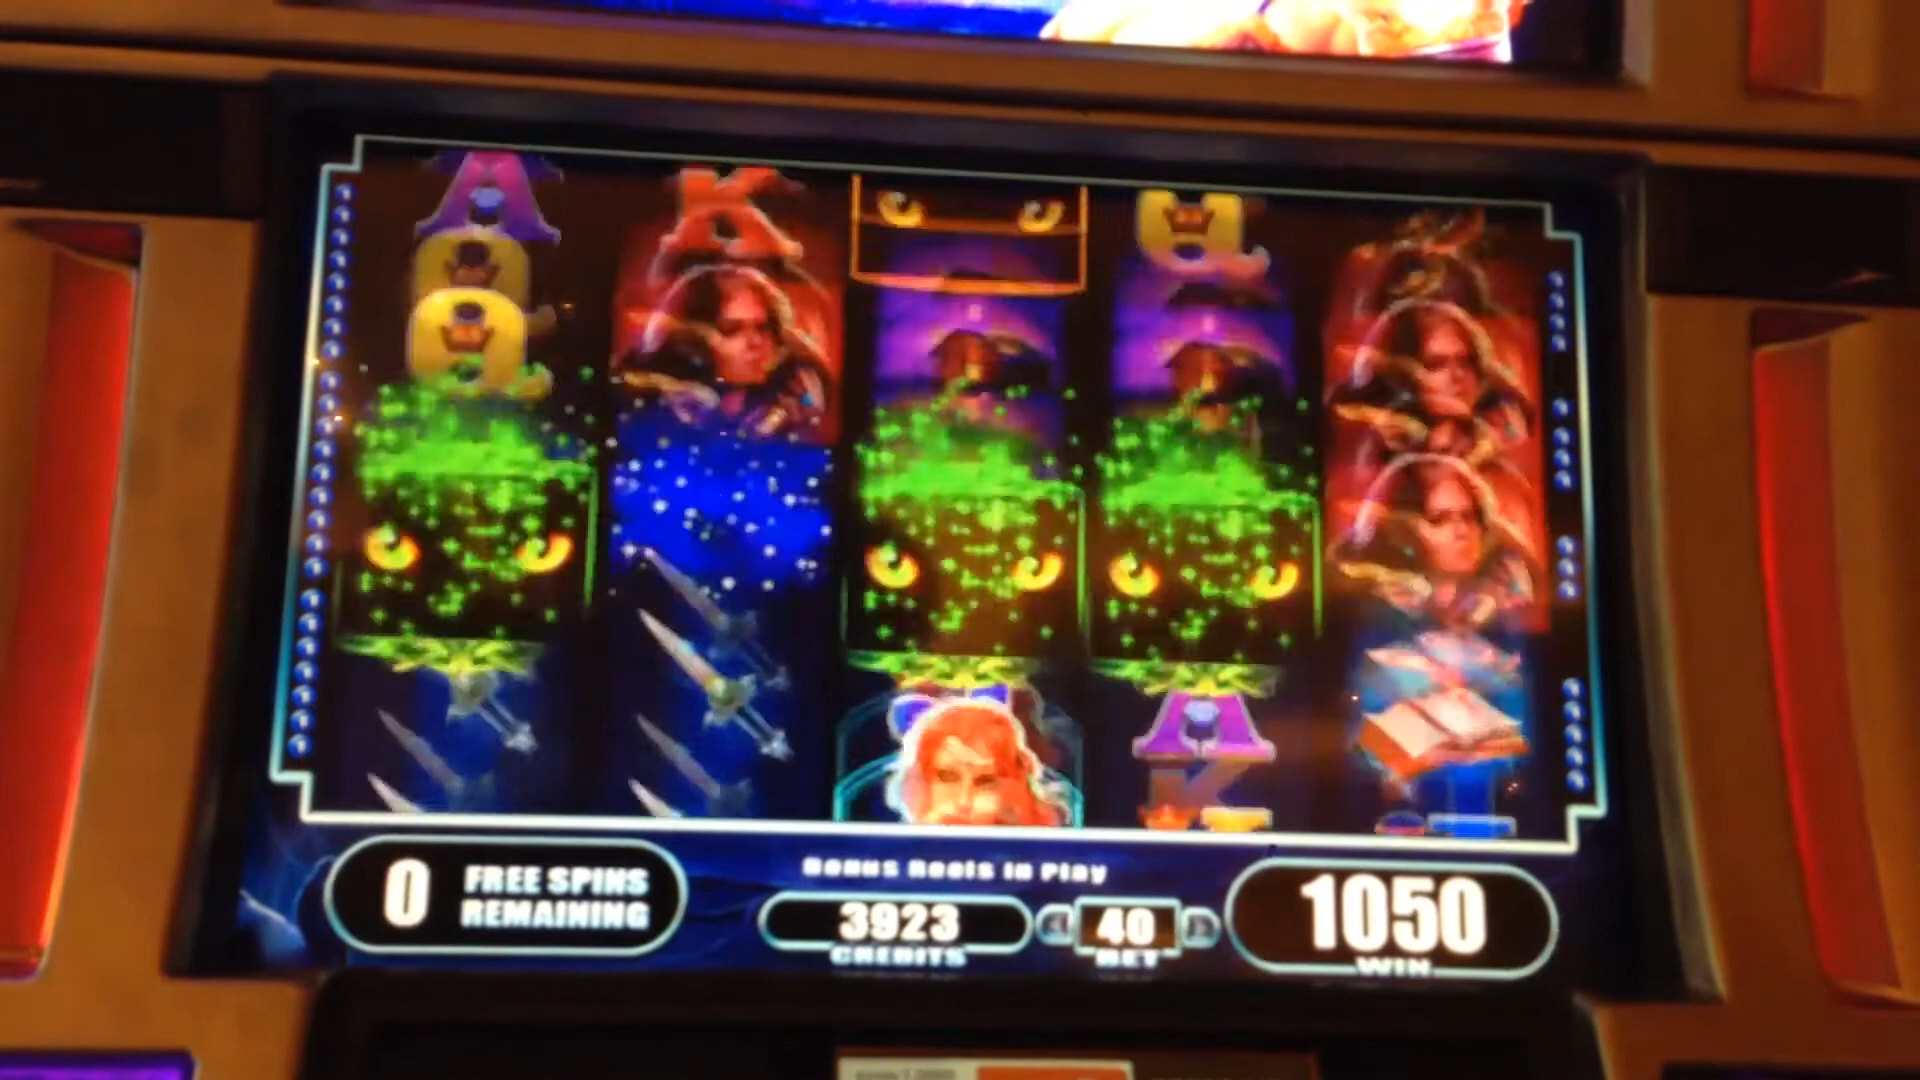 A
K
Q
Q
Q
A
K
0
FREE SPINS
REMAINING
Bonus Reels in Play
3923
CREDITS
40
BET
1050
WIN